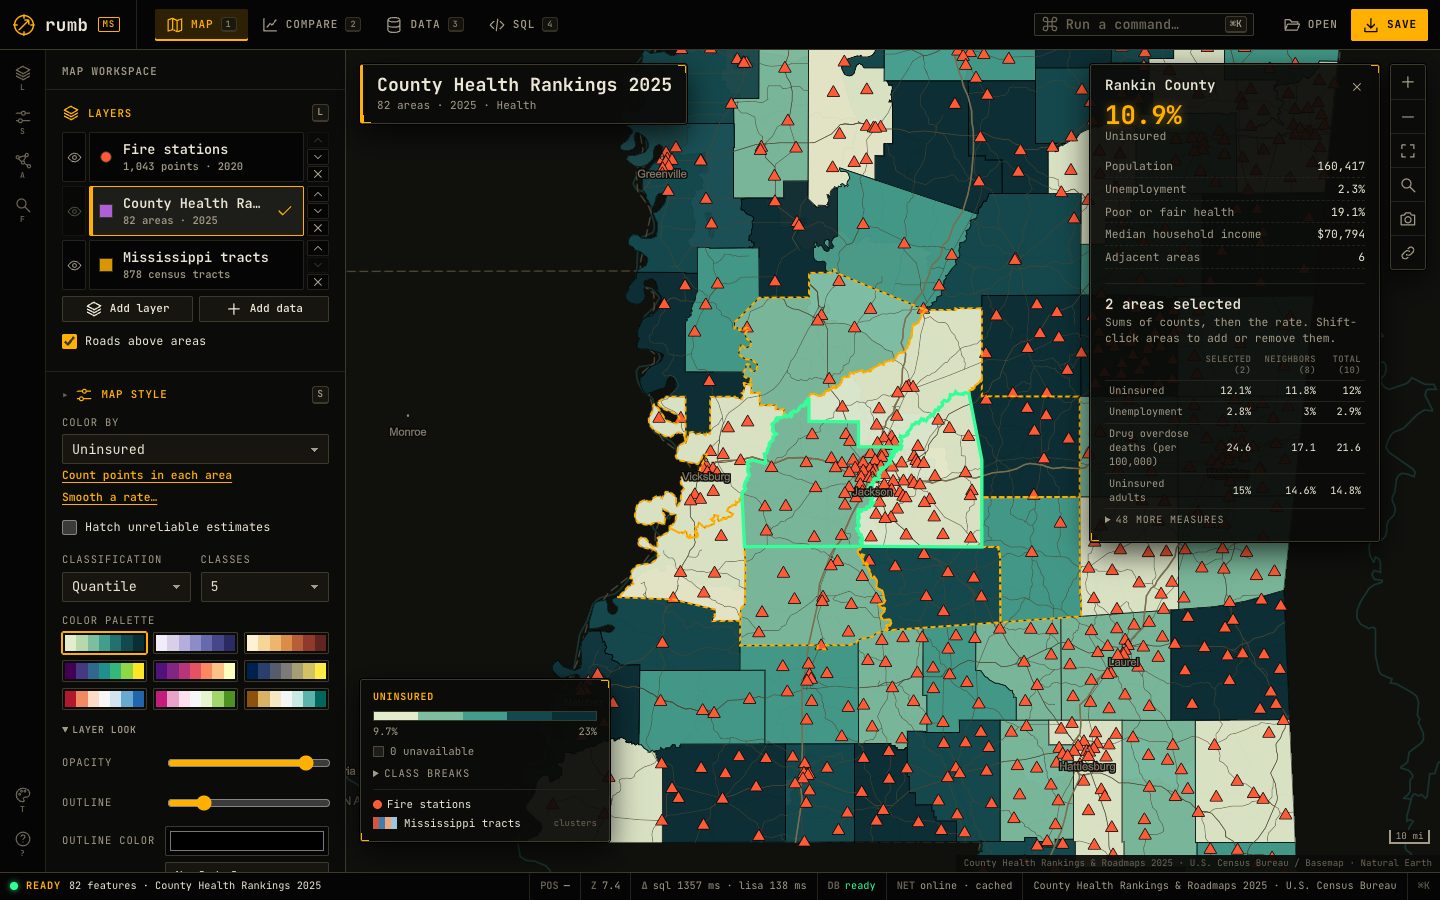 rumb MS
MAP 1
COMPARE 2
DATA 3
SQL 4
Run a command… ⌘K
OPEN
SAVE
L
S
A
F
T
?
MAP WORKSPACE
LAYERS L
Fire stations
1,043 points · 2020
County Health Ra…
82 areas · 2025
Mississippi tracts
878 census tracts
Add layer
Add data
Roads above areas
MAP STYLE S
COLOR BY
Uninsured
Count points in each area
Smooth a rate…
Hatch unreliable estimates
CLASSIFICATION CLASSES
Quantile 5
COLOR PALETTE
LAYER LOOK
OPACITY
OUTLINE
OUTLINE COLOR
County Health Rankings 2025
82 areas · 2025 · Health
Greenville
Monroe
Vicksburg
Jackson
Laurel
Hattiesburg
UNINSURED
9.7% 23%
0 unavailable
CLASS BREAKS
Fire stations
Mississippi tracts clusters
Rankin County
10.9%
Uninsured
Population 160,417
Unemployment 2.3%
Poor or fair health 19.1%
Median household income $70,794
Adjacent areas 6
2 areas selected
Sums of counts, then the rate. Shift-
click areas to add or remove them.
SELECTED (2) NEIGHBORS (8) TOTAL (10)
Uninsured 12.1% 11.8% 12%
Unemployment 2.8% 3% 2.9%
Drug overdose deaths (per 100,000) 24.6 17.1 21.6
Uninsured adults 15% 14.6% 14.8%
48 MORE MEASURES
10 mi
County Health Rankings & Roadmaps 2025 · U.S. Census Bureau / Basemap · Natural Earth
READY 82 features · County Health Rankings 2025
POS —
Z 7.4
Δ sql 1357 ms · lisa 138 ms
DB ready
NET online · cached
County Health Rankings & Roadmaps 2025 · U.S. Census Bureau
⌘K